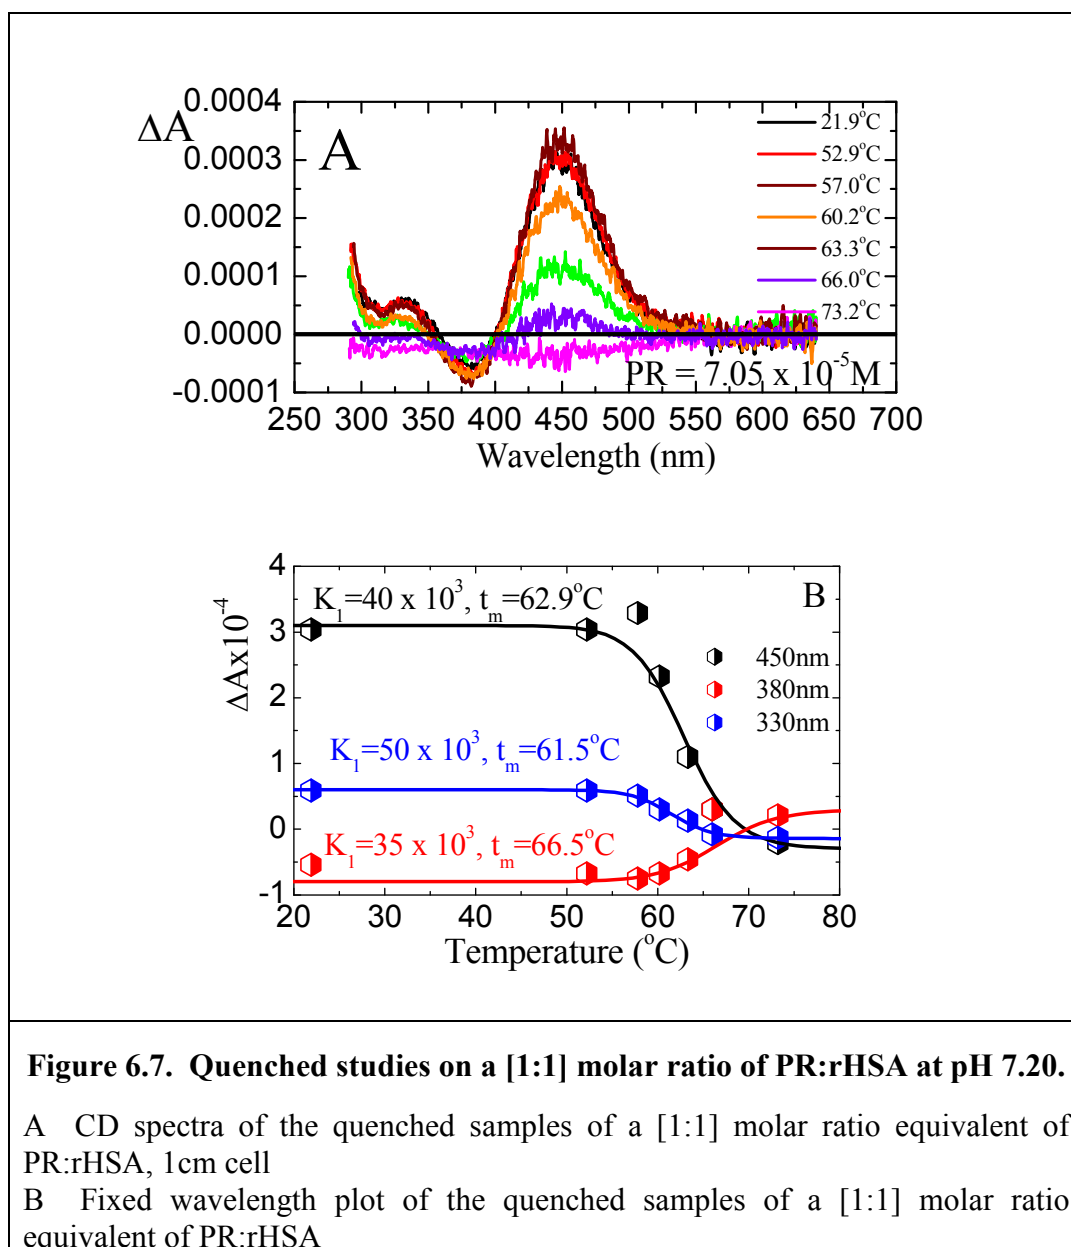 ΔA
0.0004
0.0003
0.0002
0.0001
0.0000
-0.0001
A
21.9°C
52.9°C
57.0°C
60.2°C
63.3°C
66.0°C
73.2°C
PR = 7.05 x 10⁻⁵M
250 300 350 400 450 500 550 600 650 700
Wavelength (nm)
ΔAx10⁻⁴
4
3
2
1
0
-1
K₁=40 x 10³, tₘ=62.9°C
B
450nm
380nm
330nm
K₁=50 x 10³, tₘ=61.5°C
K₁=35 x 10³, tₘ=66.5°C
20 30 40 50 60 70 80
Temperature (°C)
Figure 6.7. Quenched studies on a [1:1] molar ratio of PR:rHSA at pH 7.20.
A CD spectra of the quenched samples of a [1:1] molar ratio equivalent of
PR:rHSA, 1cm cell
B Fixed wavelength plot of the quenched samples of a [1:1] molar ratio
equivalent of PR:rHSA